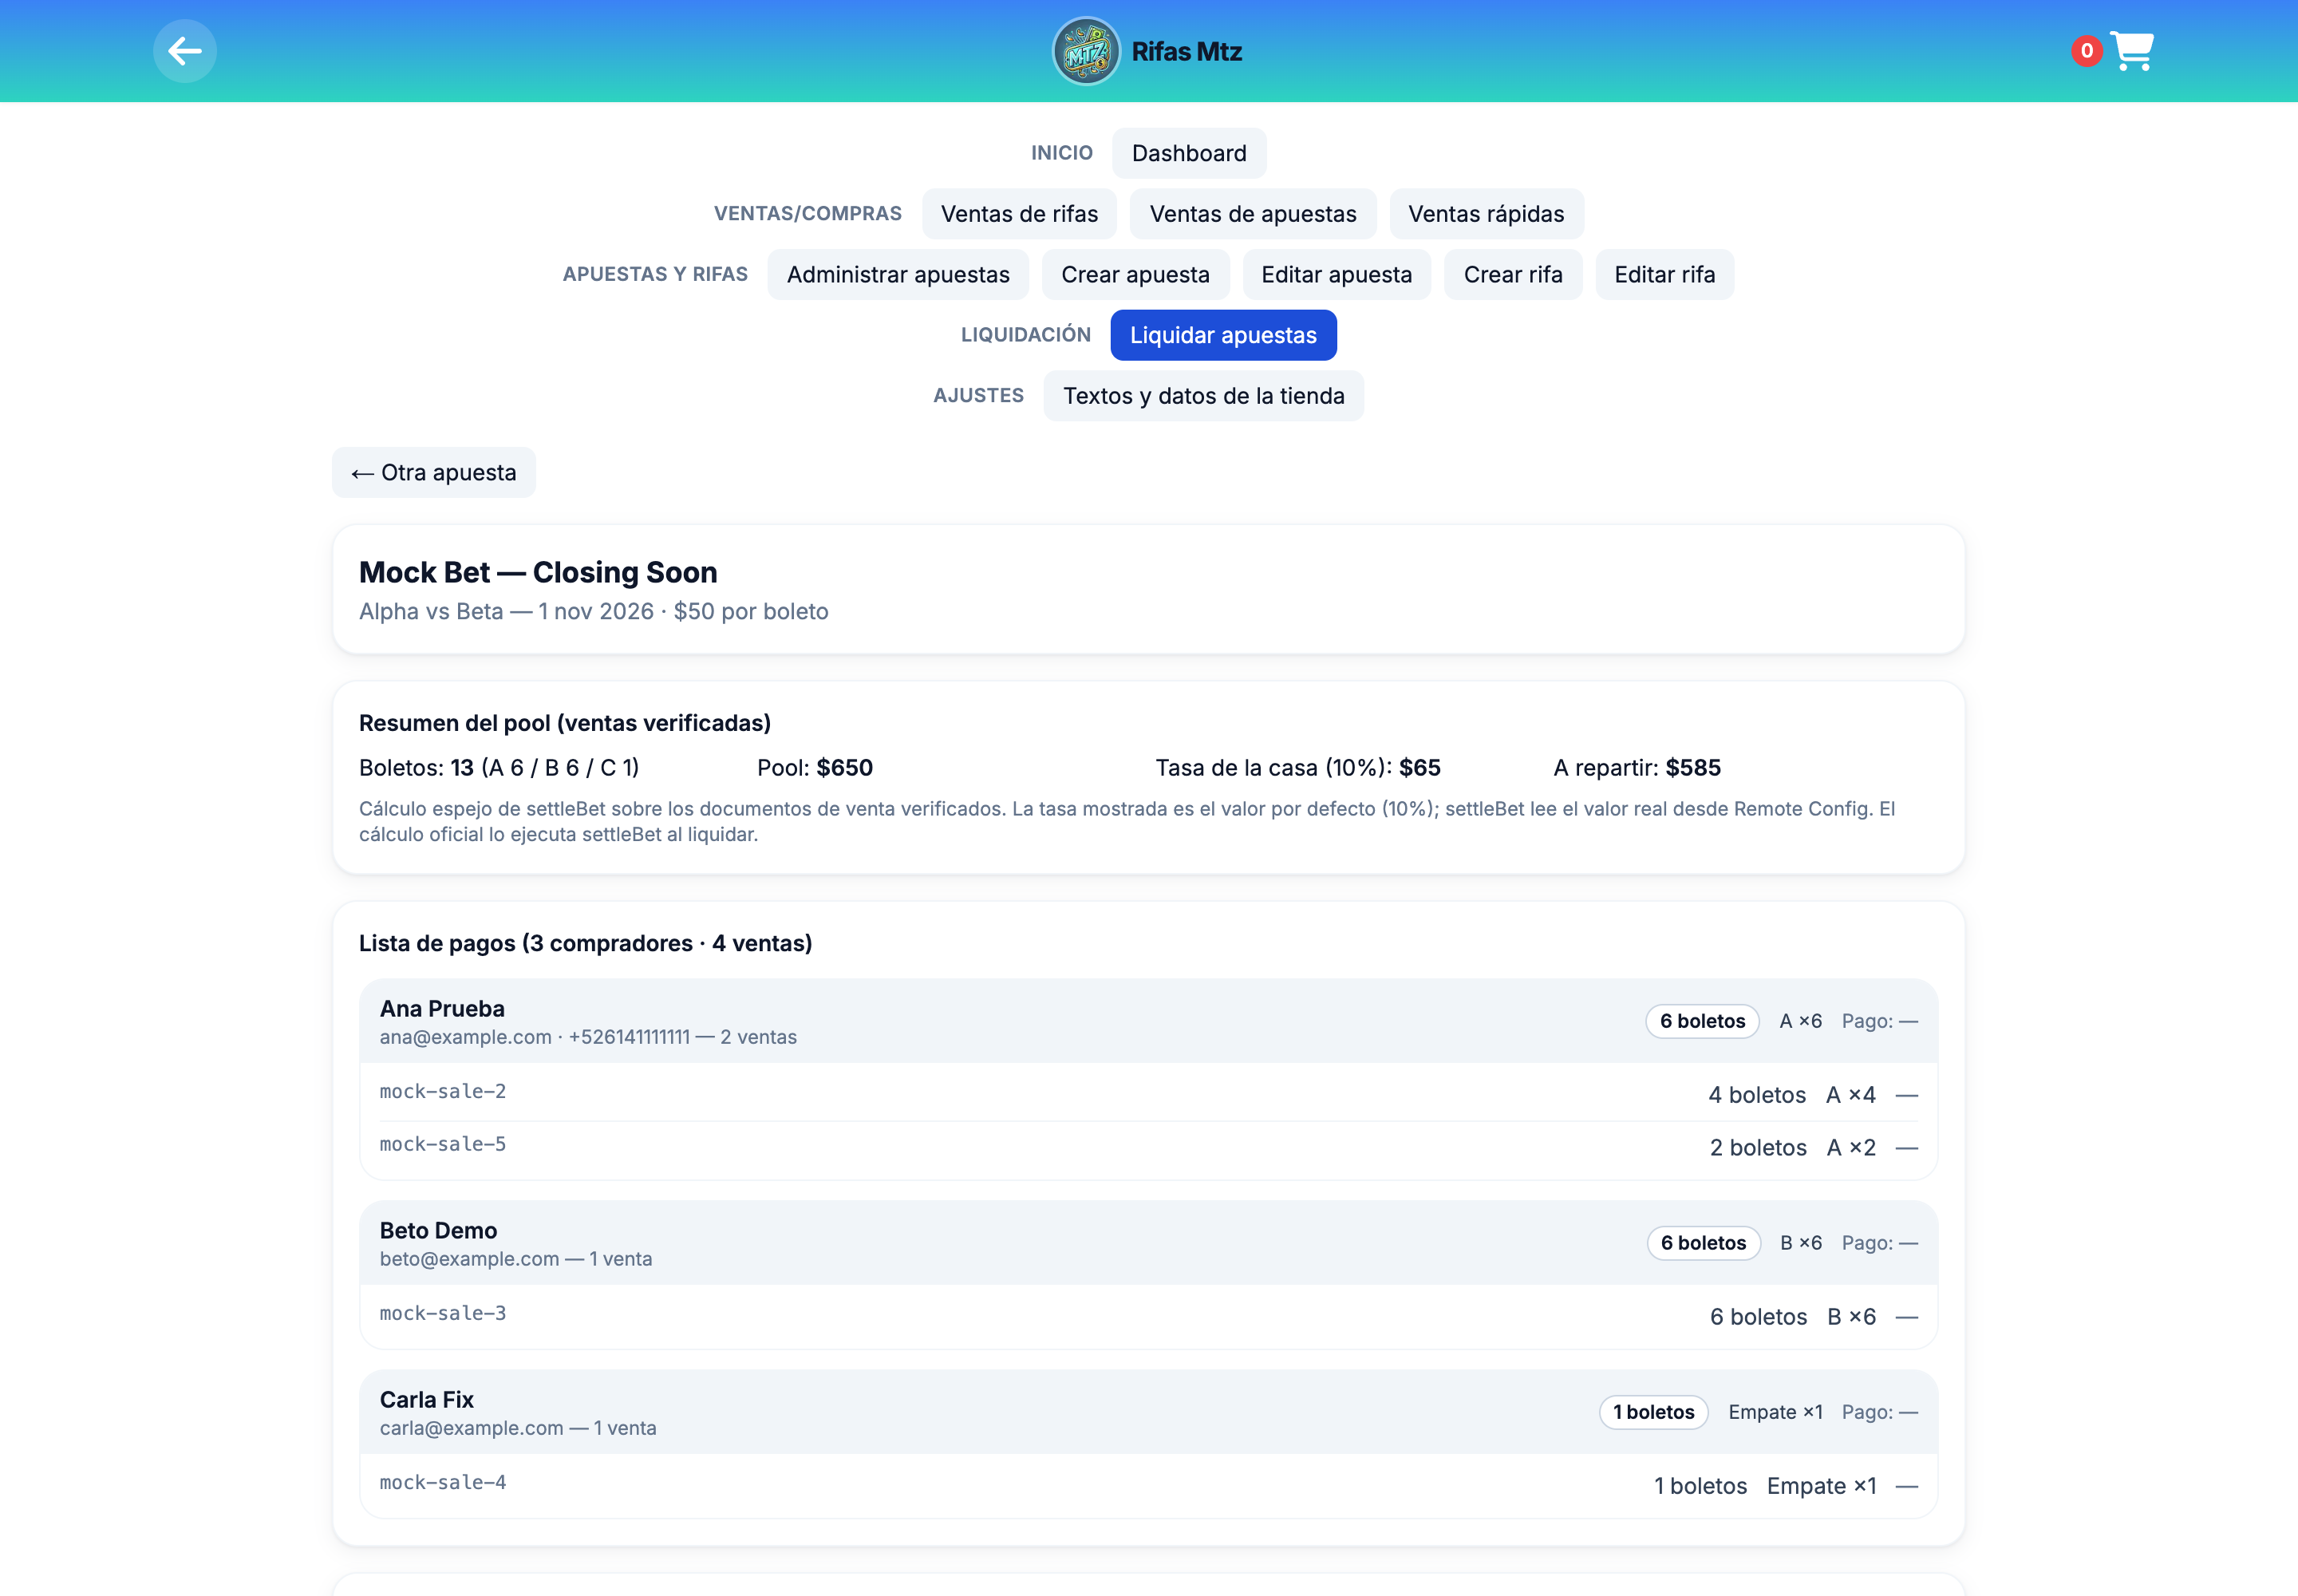 MTZ
Rifas Mtz
0
INICIO Dashboard
VENTAS/COMPRAS Ventas de rifas Ventas de apuestas Ventas rápidas
APUESTAS Y RIFAS Administrar apuestas Crear apuesta Editar apuesta Crear rifa Editar rifa
LIQUIDACIÓN Liquidar apuestas
AJUSTES Textos y datos de la tienda
← Otra apuesta
Mock Bet — Closing Soon
Alpha vs Beta — 1 nov 2026 · $50 por boleto
Resumen del pool (ventas verificadas)
Boletos: 13 (A 6 / B 6 / C 1) Pool: $650 Tasa de la casa (10%): $65 A repartir: $585
Cálculo espejo de settleBet sobre los documentos de venta verificados. La tasa mostrada es el valor por defecto (10%); settleBet lee el valor real desde Remote Config. El
cálculo oficial lo ejecuta settleBet al liquidar.
Lista de pagos (3 compradores · 4 ventas)
Ana Prueba
ana@example.com · +526141111111 — 2 ventas
6 boletos A ×6 Pago: —
mock-sale-2 4 boletos A ×4 —
mock-sale-5 2 boletos A ×2 —
Beto Demo
beto@example.com — 1 venta
6 boletos B ×6 Pago: —
mock-sale-3 6 boletos B ×6 —
Carla Fix
carla@example.com — 1 venta
1 boletos Empate ×1 Pago: —
mock-sale-4 1 boletos Empate ×1 —